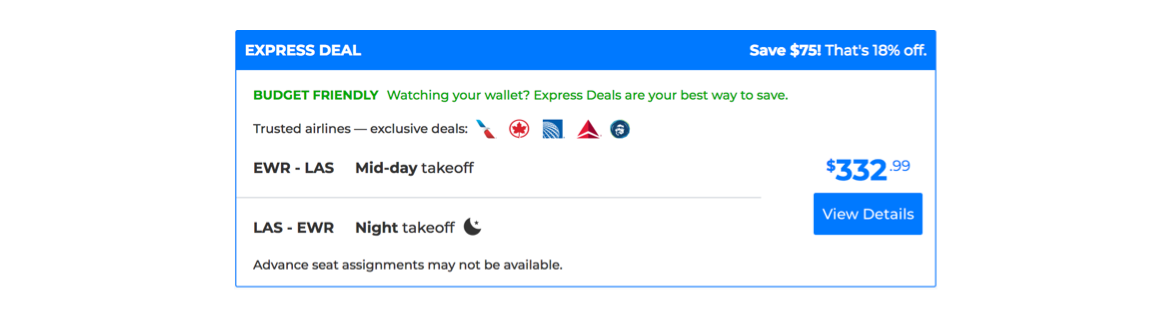 EXPRESS DEAL Save $75! That's 18% off.
BUDGET FRIENDLY Watching your wallet? Express Deals are your best way to save.
Trusted airlines — exclusive deals:
EWR - LAS Mid-day takeoff
$332.99
View Details
LAS - EWR Night takeoff
Advance seat assignments may not be available.